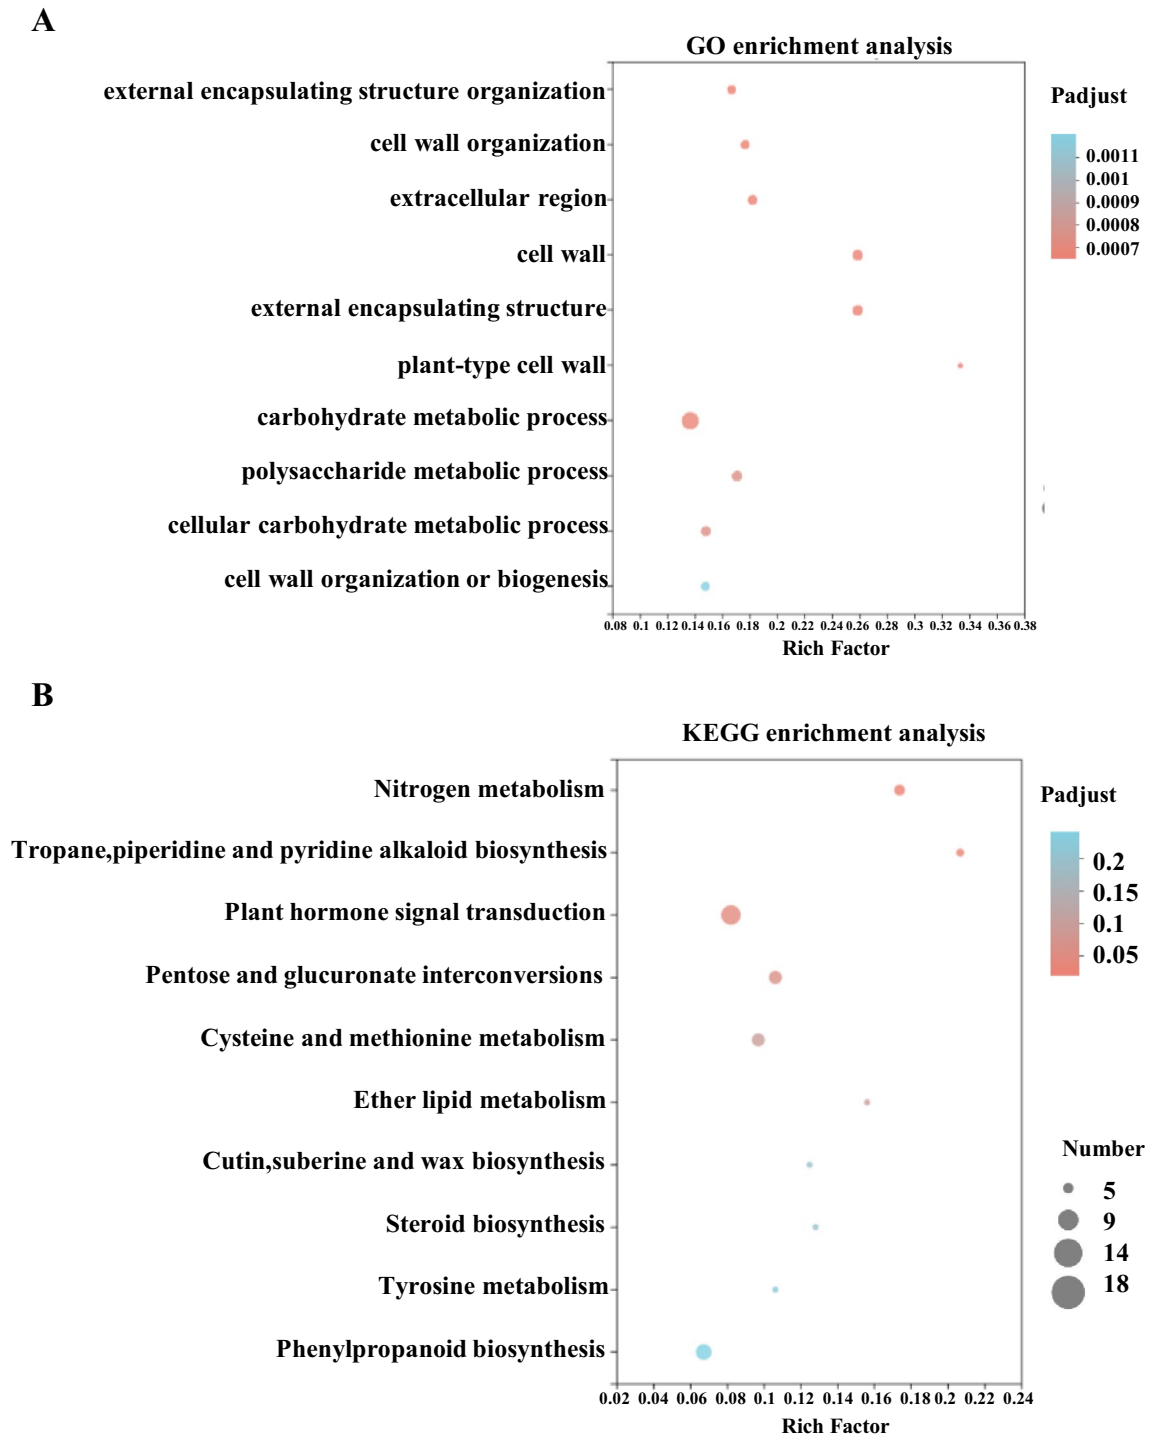 A
GO enrichment analysis
external encapsulating structure organization
cell wall organization
extracellular region
cell wall
external encapsulating structure
plant-type cell wall
carbohydrate metabolic process
polysaccharide metabolic process
cellular carbohydrate metabolic process
cell wall organization or biogenesis
0.08 0.1 0.12 0.14 0.16 0.18 0.2 0.22 0.24 0.26 0.28 0.3 0.32 0.34 0.36 0.38
Rich Factor
Padjust
0.0011
0.001
0.0009
0.0008
0.0007
B
KEGG enrichment analysis
Nitrogen metabolism
Tropane,piperidine and pyridine alkaloid biosynthesis
Plant hormone signal transduction
Pentose and glucuronate interconversions
Cysteine and methionine metabolism
Ether lipid metabolism
Cutin,suberine and wax biosynthesis
Steroid biosynthesis
Tyrosine metabolism
Phenylpropanoid biosynthesis
0.02 0.04 0.06 0.08 0.1 0.12 0.14 0.16 0.18 0.2 0.22 0.24
Rich Factor
Padjust
0.2
0.15
0.1
0.05
Number
5
9
14
18